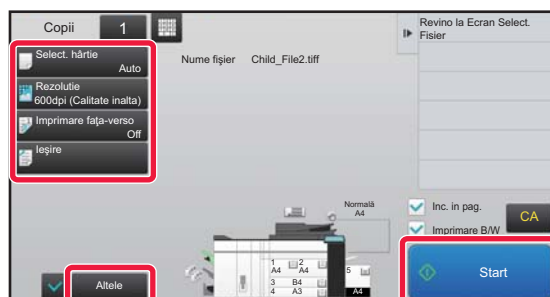 Copii 1
Revino la Ecran Select.
Fisier
Select. hârtie
Auto
Nume fişier Child_File2.tiff
Rezolutie
600dpi (Calitate inalta)
Imprimare faţa-verso
Off
Ieşire
Normală
A4
Inc. in pag.
CA
Imprimare B/W
1 A4
2 A4
3 B4
4 A3
5
A4
Altele
Start